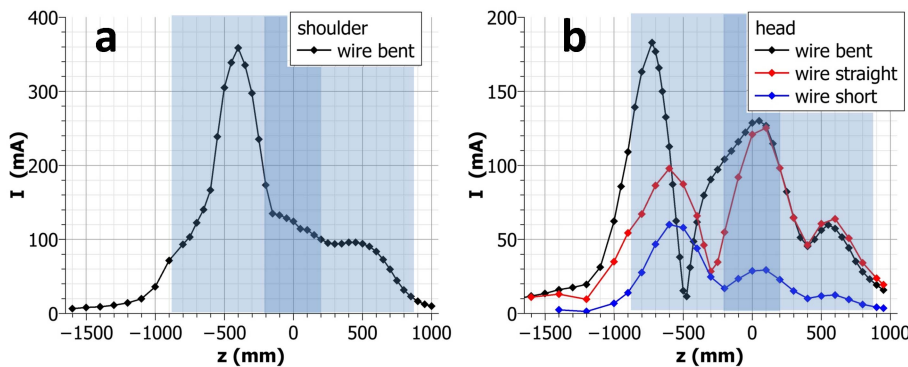 a
shoulder
wire bent
I (mA)
400
300
200
100
0
−1500 −1000 −500 0 500 1000
z (mm)
b
head
wire bent
wire straight
wire short
I (mA)
200
150
100
50
0
−1500 −1000 −500 0 500 1000
z (mm)